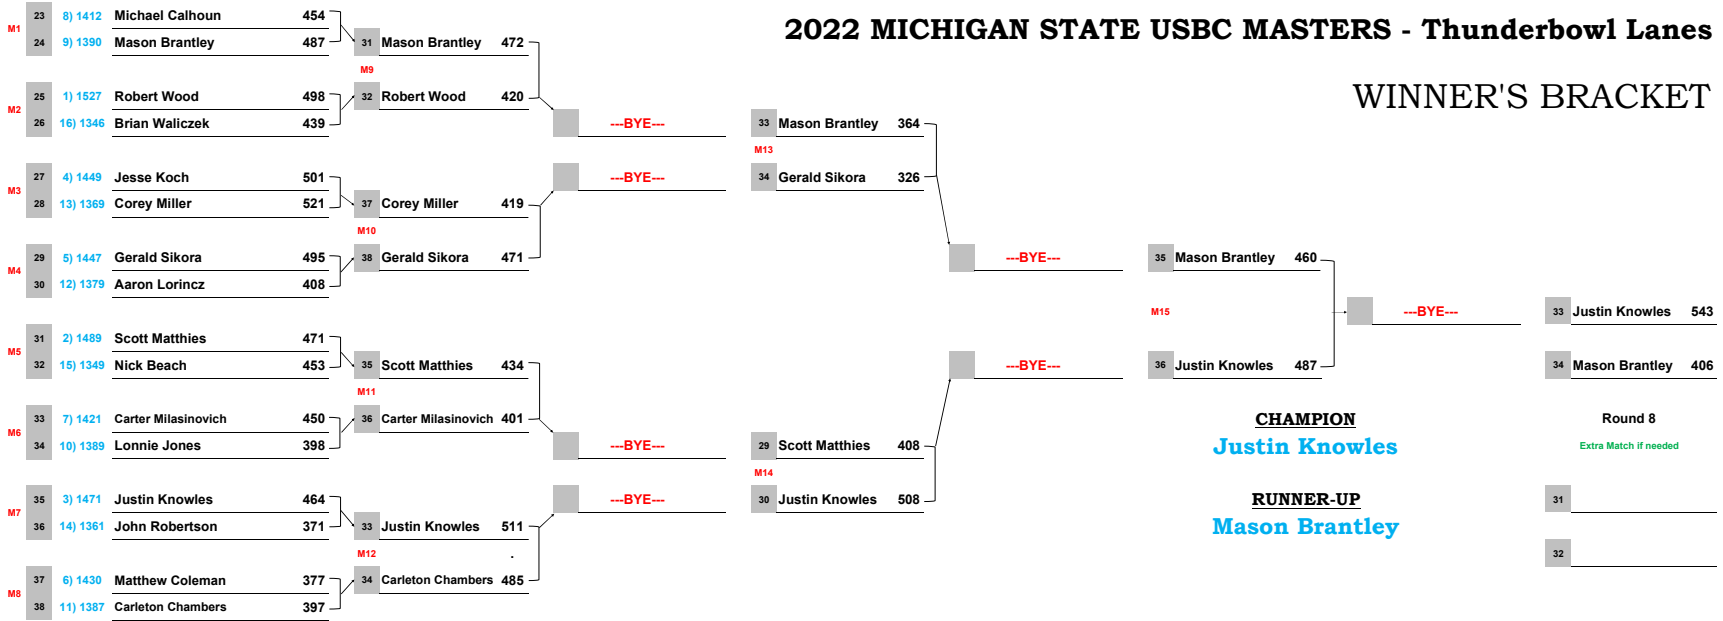 2022 MICHIGAN STATE USBC MASTERS - Thunderbowl Lanes
WINNER'S BRACKET
M1
23 8) 1412 Michael Calhoun 454
24 9) 1390 Mason Brantley 487
M2
25 1) 1527 Robert Wood 498
26 16) 1346 Brian Waliczek 439
M3
27 4) 1449 Jesse Koch 501
28 13) 1369 Corey Miller 521
M4
29 5) 1447 Gerald Sikora 495
30 12) 1379 Aaron Lorincz 408
M5
31 2) 1489 Scott Matthies 471
32 15) 1349 Nick Beach 453
M6
33 7) 1421 Carter Milasinovich 450
34 10) 1389 Lonnie Jones 398
M7
35 3) 1471 Justin Knowles 464
36 14) 1361 John Robertson 371
M8
37 6) 1430 Matthew Coleman 377
38 11) 1387 Carleton Chambers 397
31 Mason Brantley 472
M9
32 Robert Wood 420
37 Corey Miller 419
M10
38 Gerald Sikora 471
35 Scott Matthies 434
M11
36 Carter Milasinovich 401
33 Justin Knowles 511
M12 .
34 Carleton Chambers 485
---BYE---
---BYE---
---BYE---
---BYE---
33 Mason Brantley 364
M13
34 Gerald Sikora 326
29 Scott Matthies 408
M14
30 Justin Knowles 508
---BYE---
---BYE---
35 Mason Brantley 460
M15
36 Justin Knowles 487
---BYE---
33 Justin Knowles 543
34 Mason Brantley 406
CHAMPION
Justin Knowles
RUNNER-UP
Mason Brantley
Round 8
Extra Match if needed
31
32